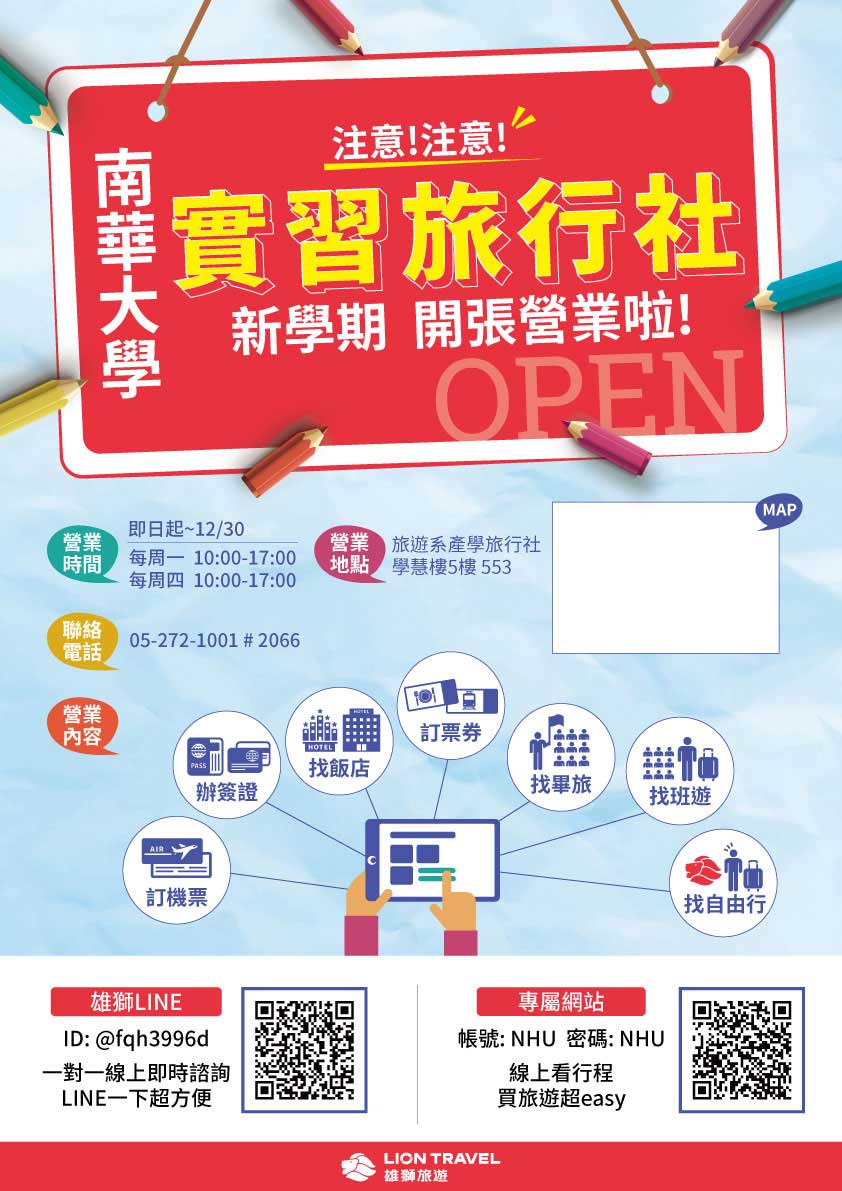 南華大學
注意!注意!
實習旅行社
新學期 開張營業啦!
OPEN
營業
時間
即日起~12/30
每周一 10:00-17:00
每周四 10:00-17:00
營業
地點
旅遊系產學旅行社
學慧樓5樓 553
MAP
聯絡
電話
05-272-1001 # 2066
營業
內容
訂機票
AIR
辦簽證
PASS
找飯店
HOTEL
HOTEL
訂票券
找畢旅
找班遊
找自由行
雄獅LINE
ID: @fqh3996d
一對一線上即時諮詢
LINE一下超方便
專屬網站
帳號: NHU 密碼: NHU
線上看行程
買旅遊超easy
LION TRAVEL
雄獅旅遊